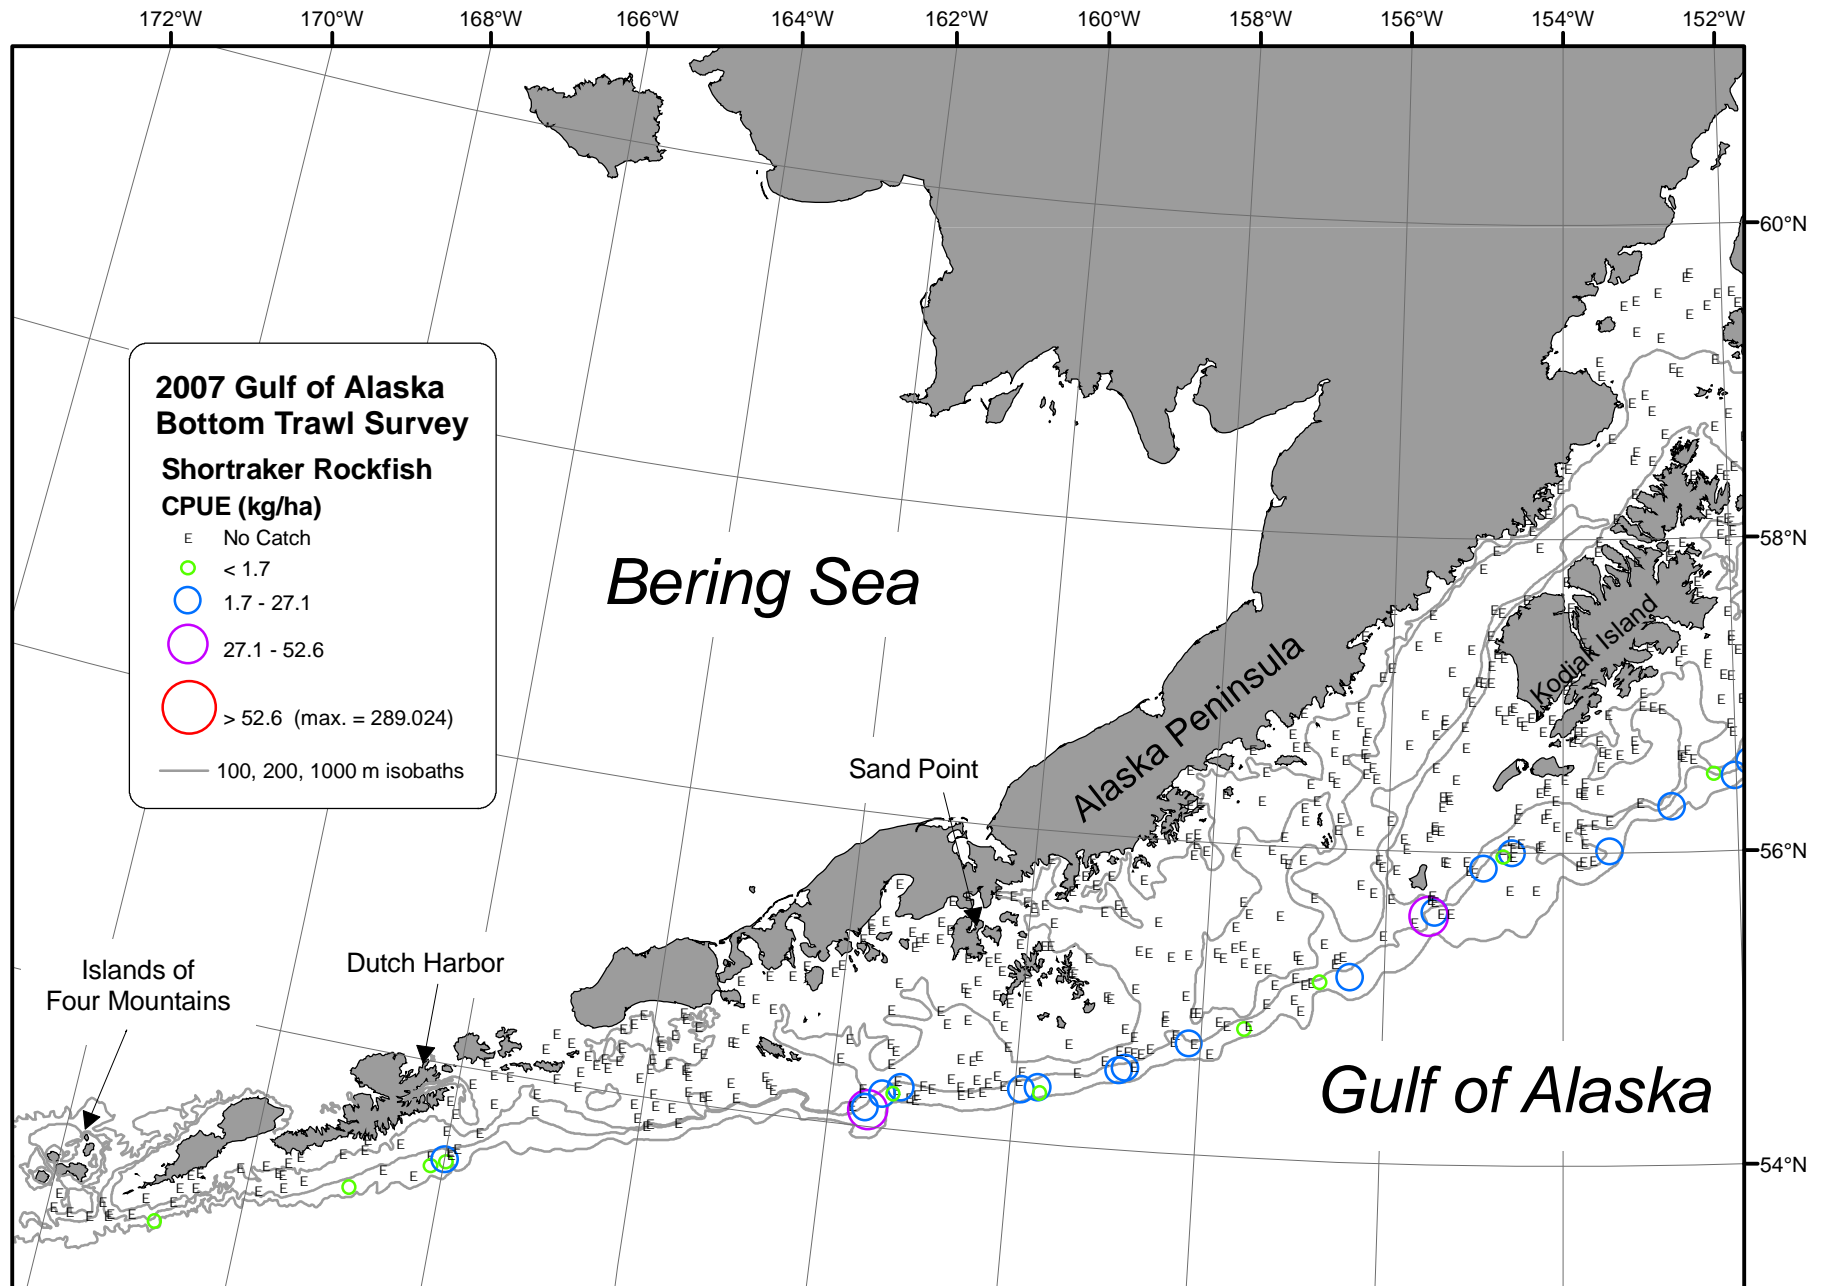 172°W 170°W 168°W 166°W 164°W 162°W 160°W 158°W 156°W 154°W 152°W
60°N
58°N
56°N
54°N
2007 Gulf of Alaska
Bottom Trawl Survey
Shortraker Rockfish
CPUE (kg/ha)
E No Catch
< 1.7
1.7 - 27.1
27.1 - 52.6
> 52.6 (max. = 289.024)
100, 200, 1000 m isobaths
Bering Sea
Kodiak Island
Alaska Peninsula
Sand Point
Dutch Harbor
Islands of
Four Mountains
Gulf of Alaska